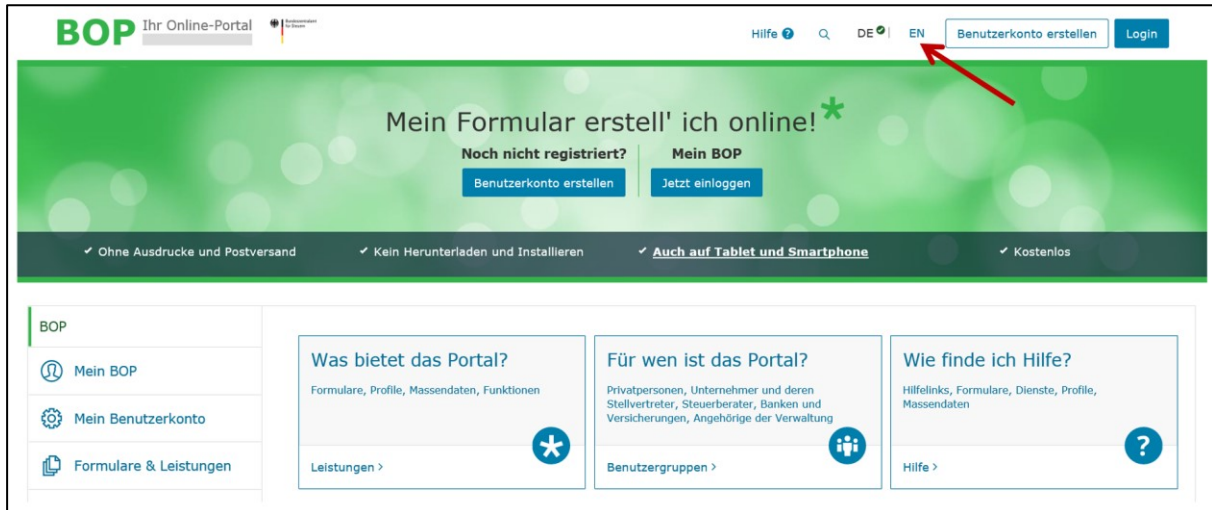 BOP Ihr Online-Portal
Bundeszentralamt
für Steuern
Hilfe ?
DE | EN
Benutzerkonto erstellen
Login
Mein Formular erstell' ich online!*
Noch nicht registriert?
Mein BOP
Benutzerkonto erstellen
Jetzt einloggen
✓ Ohne Ausdrucke und Postversand
✓ Kein Herunterladen und Installieren
✓ Auch auf Tablet und Smartphone
✓ Kostenlos
BOP
Mein BOP
Mein Benutzerkonto
Formulare & Leistungen
Was bietet das Portal?
Formulare, Profile, Massendaten, Funktionen
Leistungen >
Für wen ist das Portal?
Privatpersonen, Unternehmer und deren
Stellvertreter, Steuerberater, Banken und
Versicherungen, Angehörige der Verwaltung
Benutzergruppen >
Wie finde ich Hilfe?
Hilfelinks, Formulare, Dienste, Profile,
Massendaten
?
Hilfe >